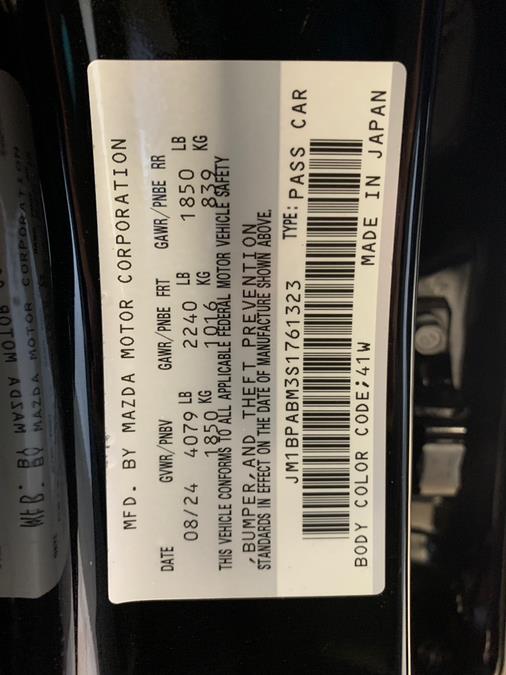 MFD. BY MAZDA MOTOR CORPORATION
DATE GVWR/PNBV GAWR/PNBE FRT GAWR/PNBE RR
08/24 4079 LB 2240 LB 1850 LB
1850 KG 1016 KG 839 KG
THIS VEHICLE CONFORMS TO ALL APPLICABLE FEDERAL MOTOR VEHICLE SAFETY
,BUMPER,AND THEFT PREVENTION
STANDARDS IN EFFECT ON THE DATE OF MANUFACTURE SHOWN ABOVE.
JM1BPABM3S1761323 TYPE: PASS CAR
BODY COLOR CODE;41W MADE IN JAPAN